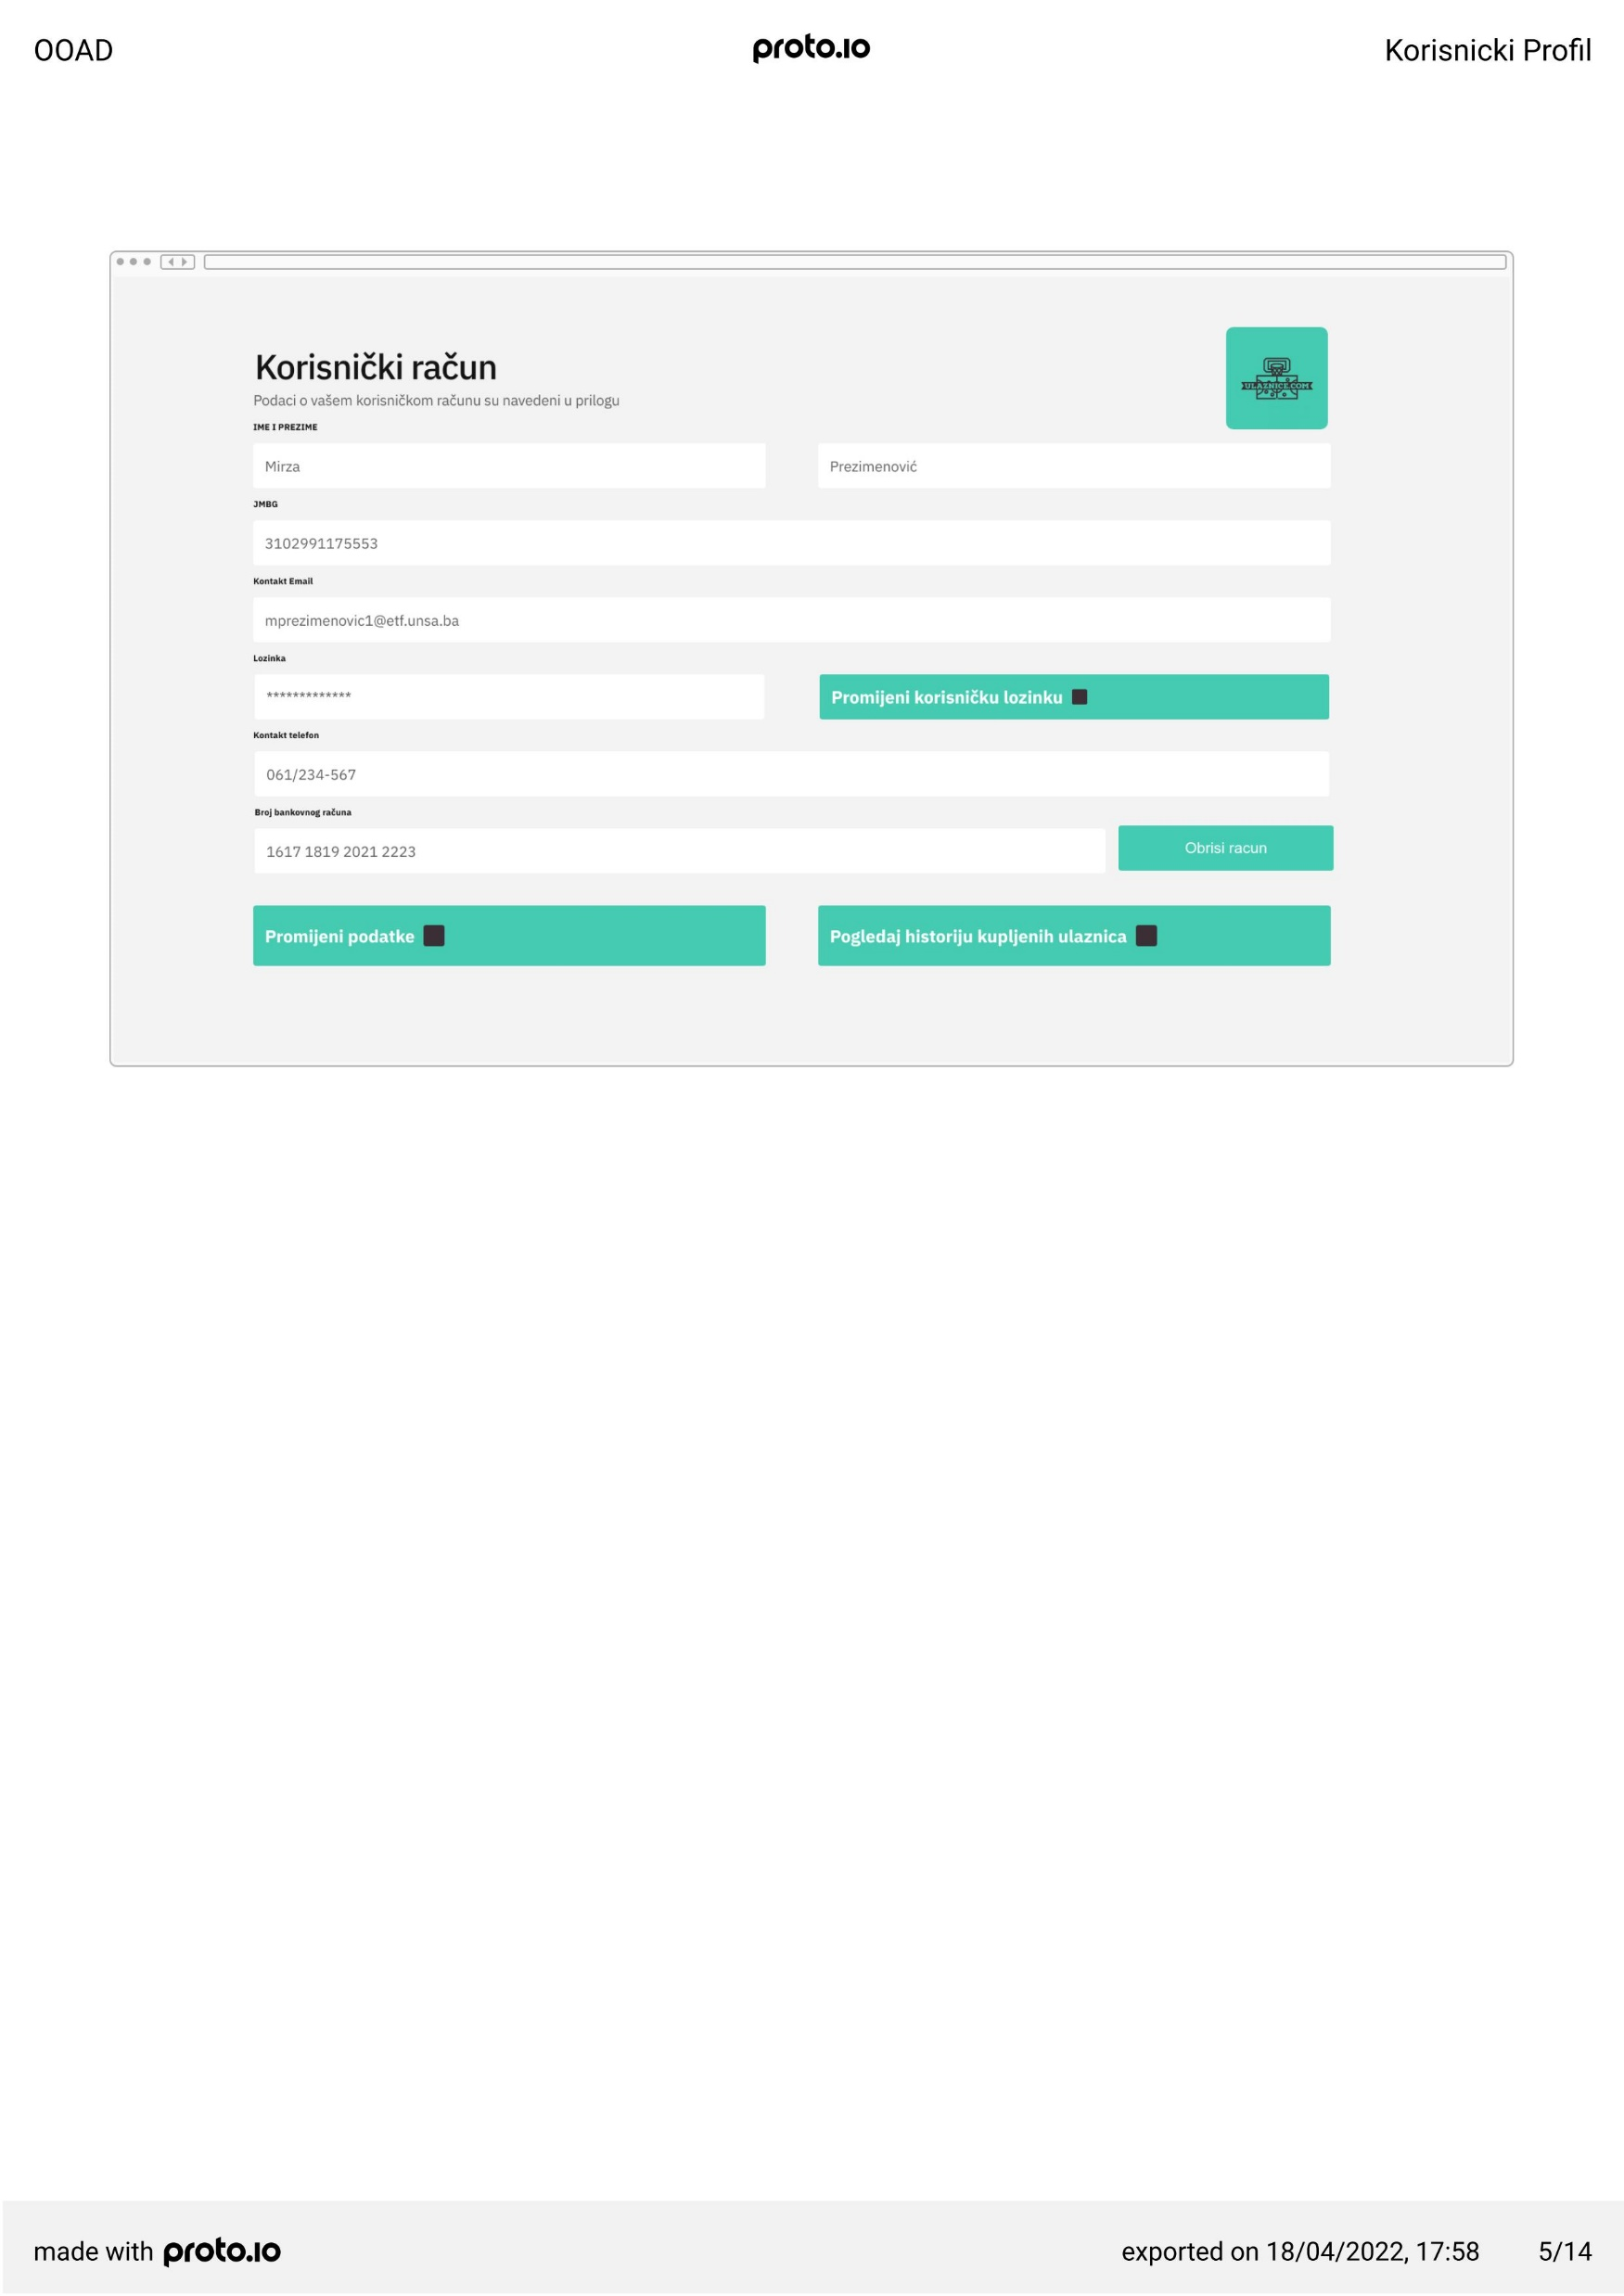 OOAD
proto.io
Korisnicki Profil
Korisnički račun
ULAZNICE.COM
Podaci o vašem korisničkom računu su navedeni u prilogu
IME I PREZIME
Mirza
Prezimenović
JMBG
3102991175553
Kontakt Email
mprezimenovic1@etf.unsa.ba
Lozinka
*************
Promijeni korisničku lozinku
Kontakt telefon
061/234-567
Broj bankovnog računa
1617 1819 2021 2223
Obrisi racun
Promijeni podatke
Pogledaj historiju kupljenih ulaznica
made with proto.io
exported on 18/04/2022, 17:58
5/14